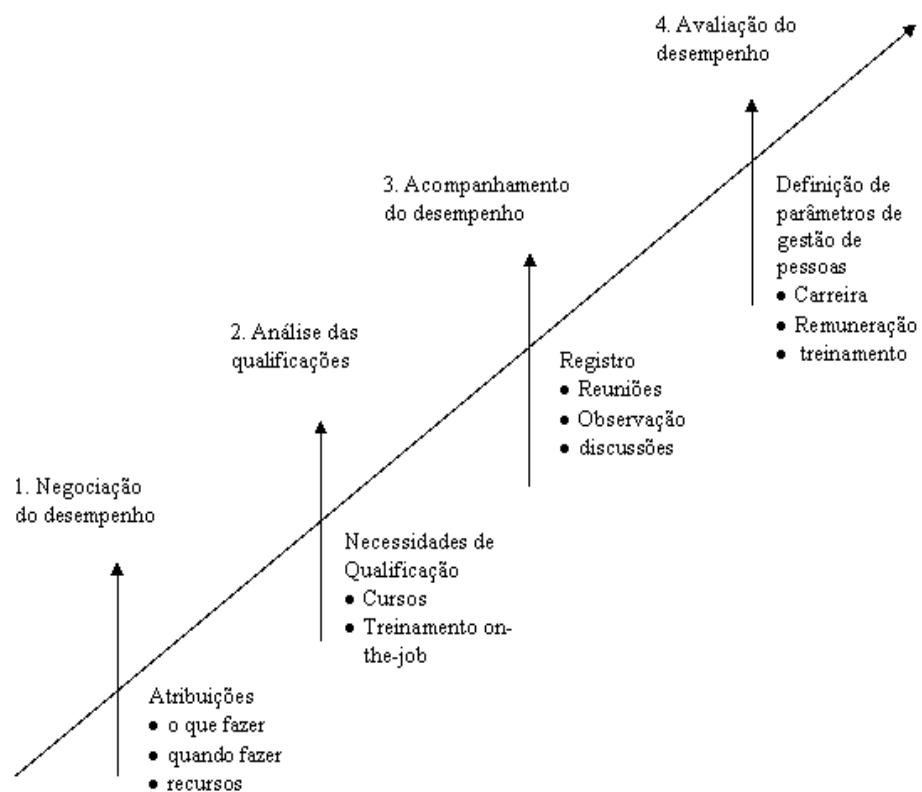 1. Negociação
do desempenho
Atribuições
● o que fazer
● quando fazer
● recursos
2. Análise das
qualificações
Necessidades de
Qualificação
● Cursos
● Treinamento on-
the-job
3. Acompanhamento
do desempenho
Registro
● Reuniões
● Observação
● discussões
4. Avaliação do
desempenho
Definição de
parâmetros de
gestão de
pessoas
● Carreira
● Remuneração
● treinamento